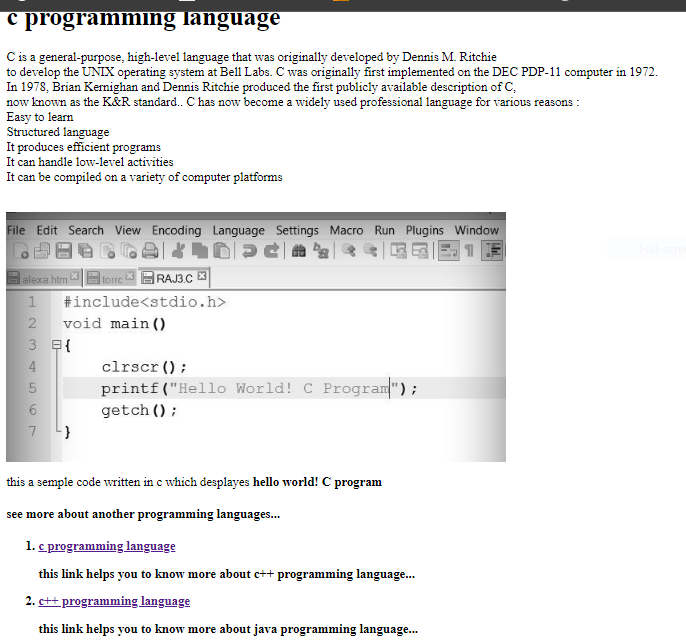 c programming language
C is a general-purpose, high-level language that was originally developed by Dennis M. Ritchie
to develop the UNIX operating system at Bell Labs. C was originally first implemented on the DEC PDP-11 computer in 1972.
In 1978, Brian Kernighan and Dennis Ritchie produced the first publicly available description of C,
now known as the K&R standard.. C has now become a widely used professional language for various reasons :
Easy to learn
Structured language
It produces efficient programs
It can handle low-level activities
It can be compiled on a variety of computer platforms
File Edit Search View Encoding Language Settings Macro Run Plugins Window
alexa.htm torrc RAJ3.C
1 #include<stdio.h>
2 void main()
3 {
4 clrscr();
5 printf("Hello World! C Program");
6 getch();
7 }
this a semple code written in c which desplayes hello world! C program
see more about another programming languages...
1. c programming language
this link helps you to know more about c++ programming language...
2. c++ programming language
this link helps you to know more about java programming language...